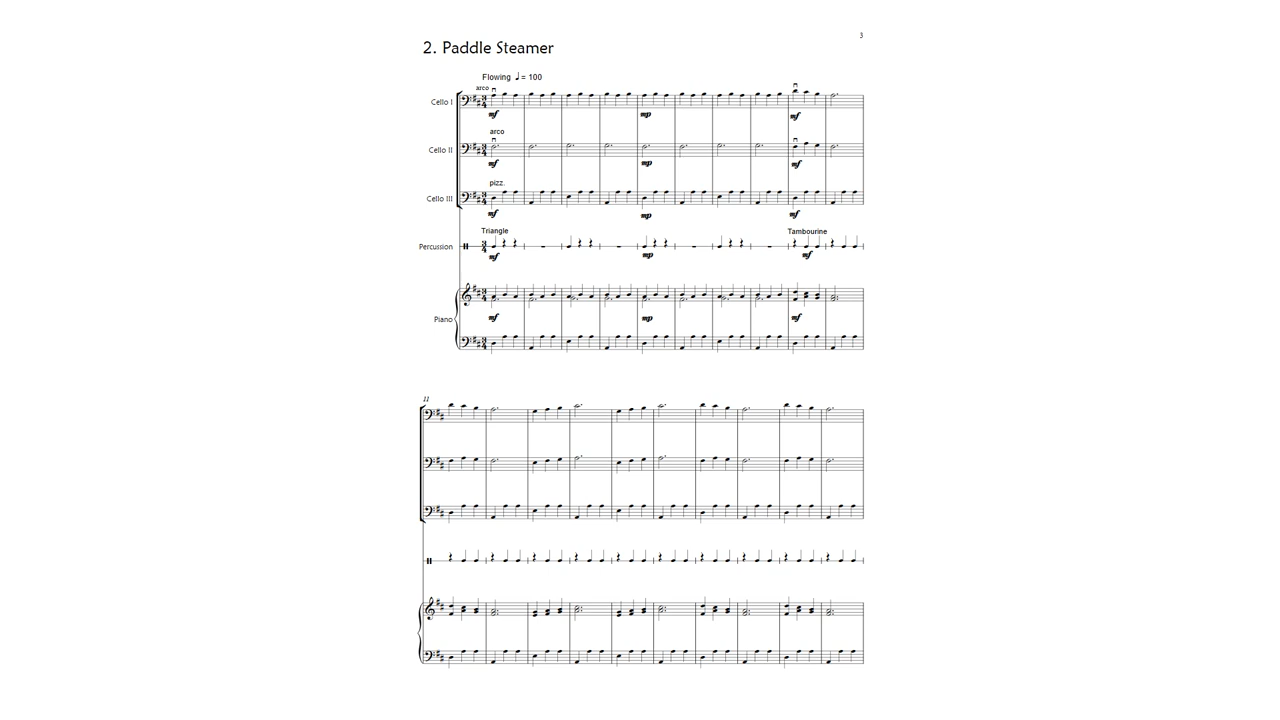 3
2. Paddle Steamer
Flowing ♩ = 100
arco
Cello I
mf mp mf
arco
Cello II
mf mp mf
pizz.
Cello III
mf mp mf
Triangle Tambourine
Percussion
mf mp mf
Piano
mf mp mf
11